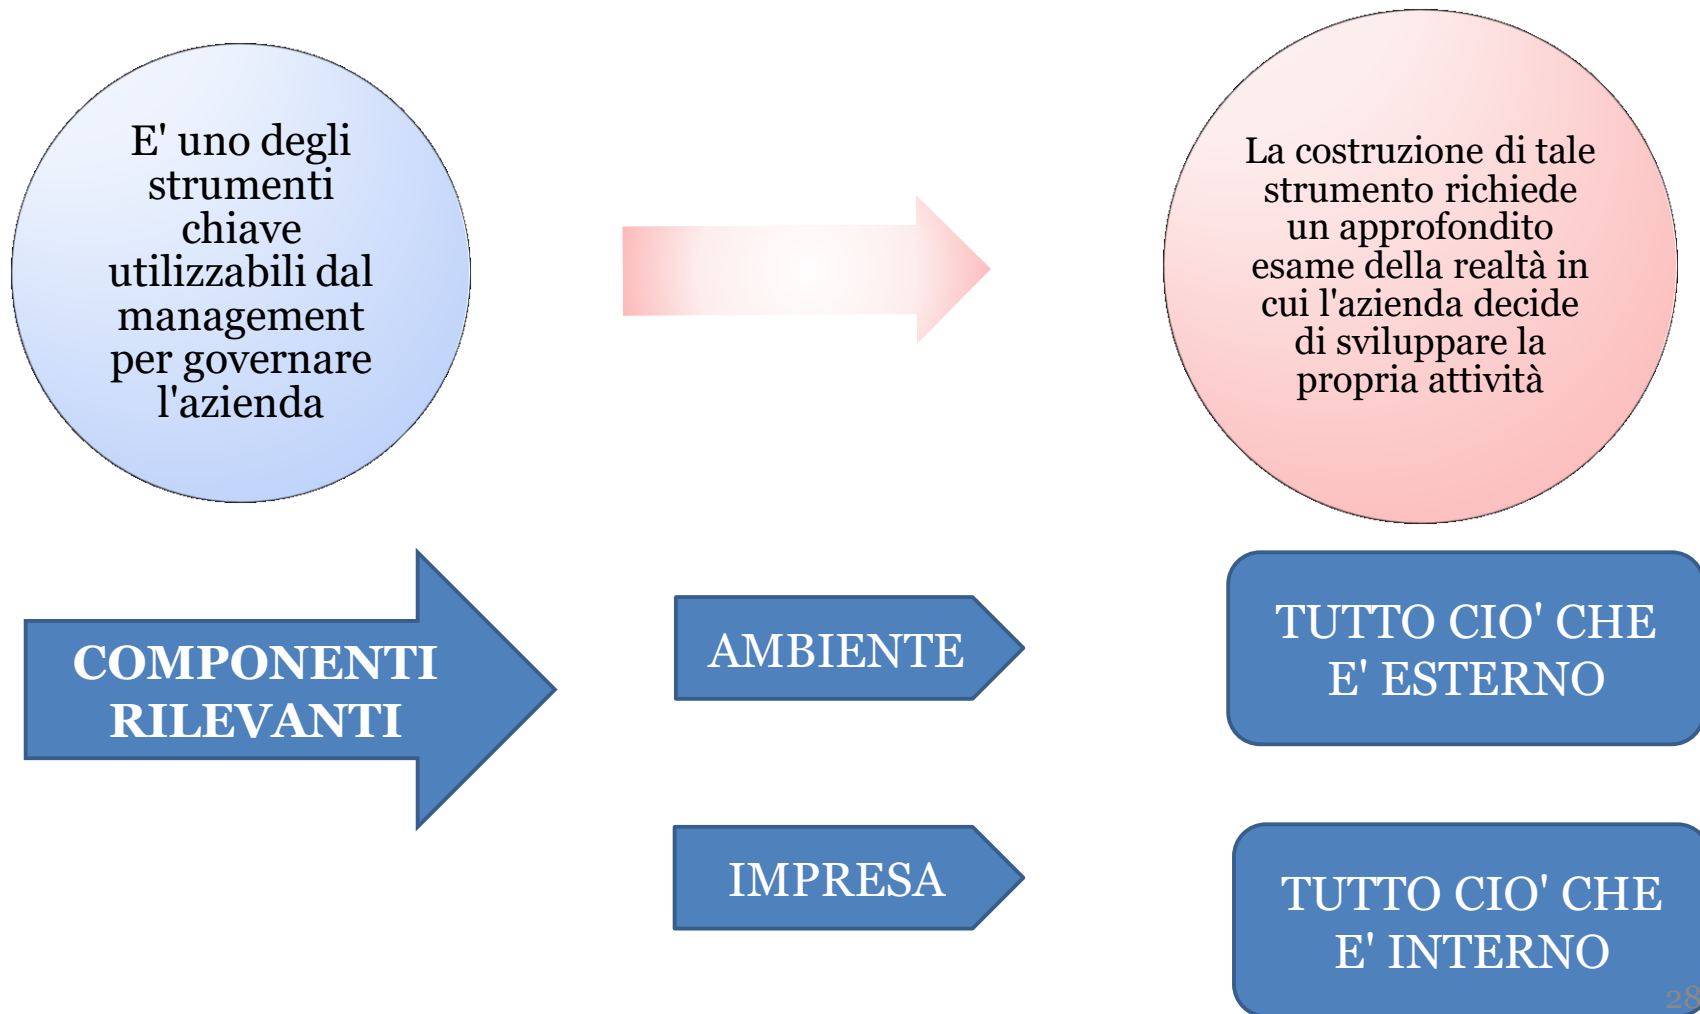 E' uno degli
strumenti
chiave
utilizzabili dal
management
per governare
l'azienda
La costruzione di tale
strumento richiede
un approfondito
esame della realtà in
cui l'azienda decide
di sviluppare la
propria attività
COMPONENTI
RILEVANTI
AMBIENTE
TUTTO CIO' CHE
E' ESTERNO
IMPRESA
TUTTO CIO' CHE
E' INTERNO
28